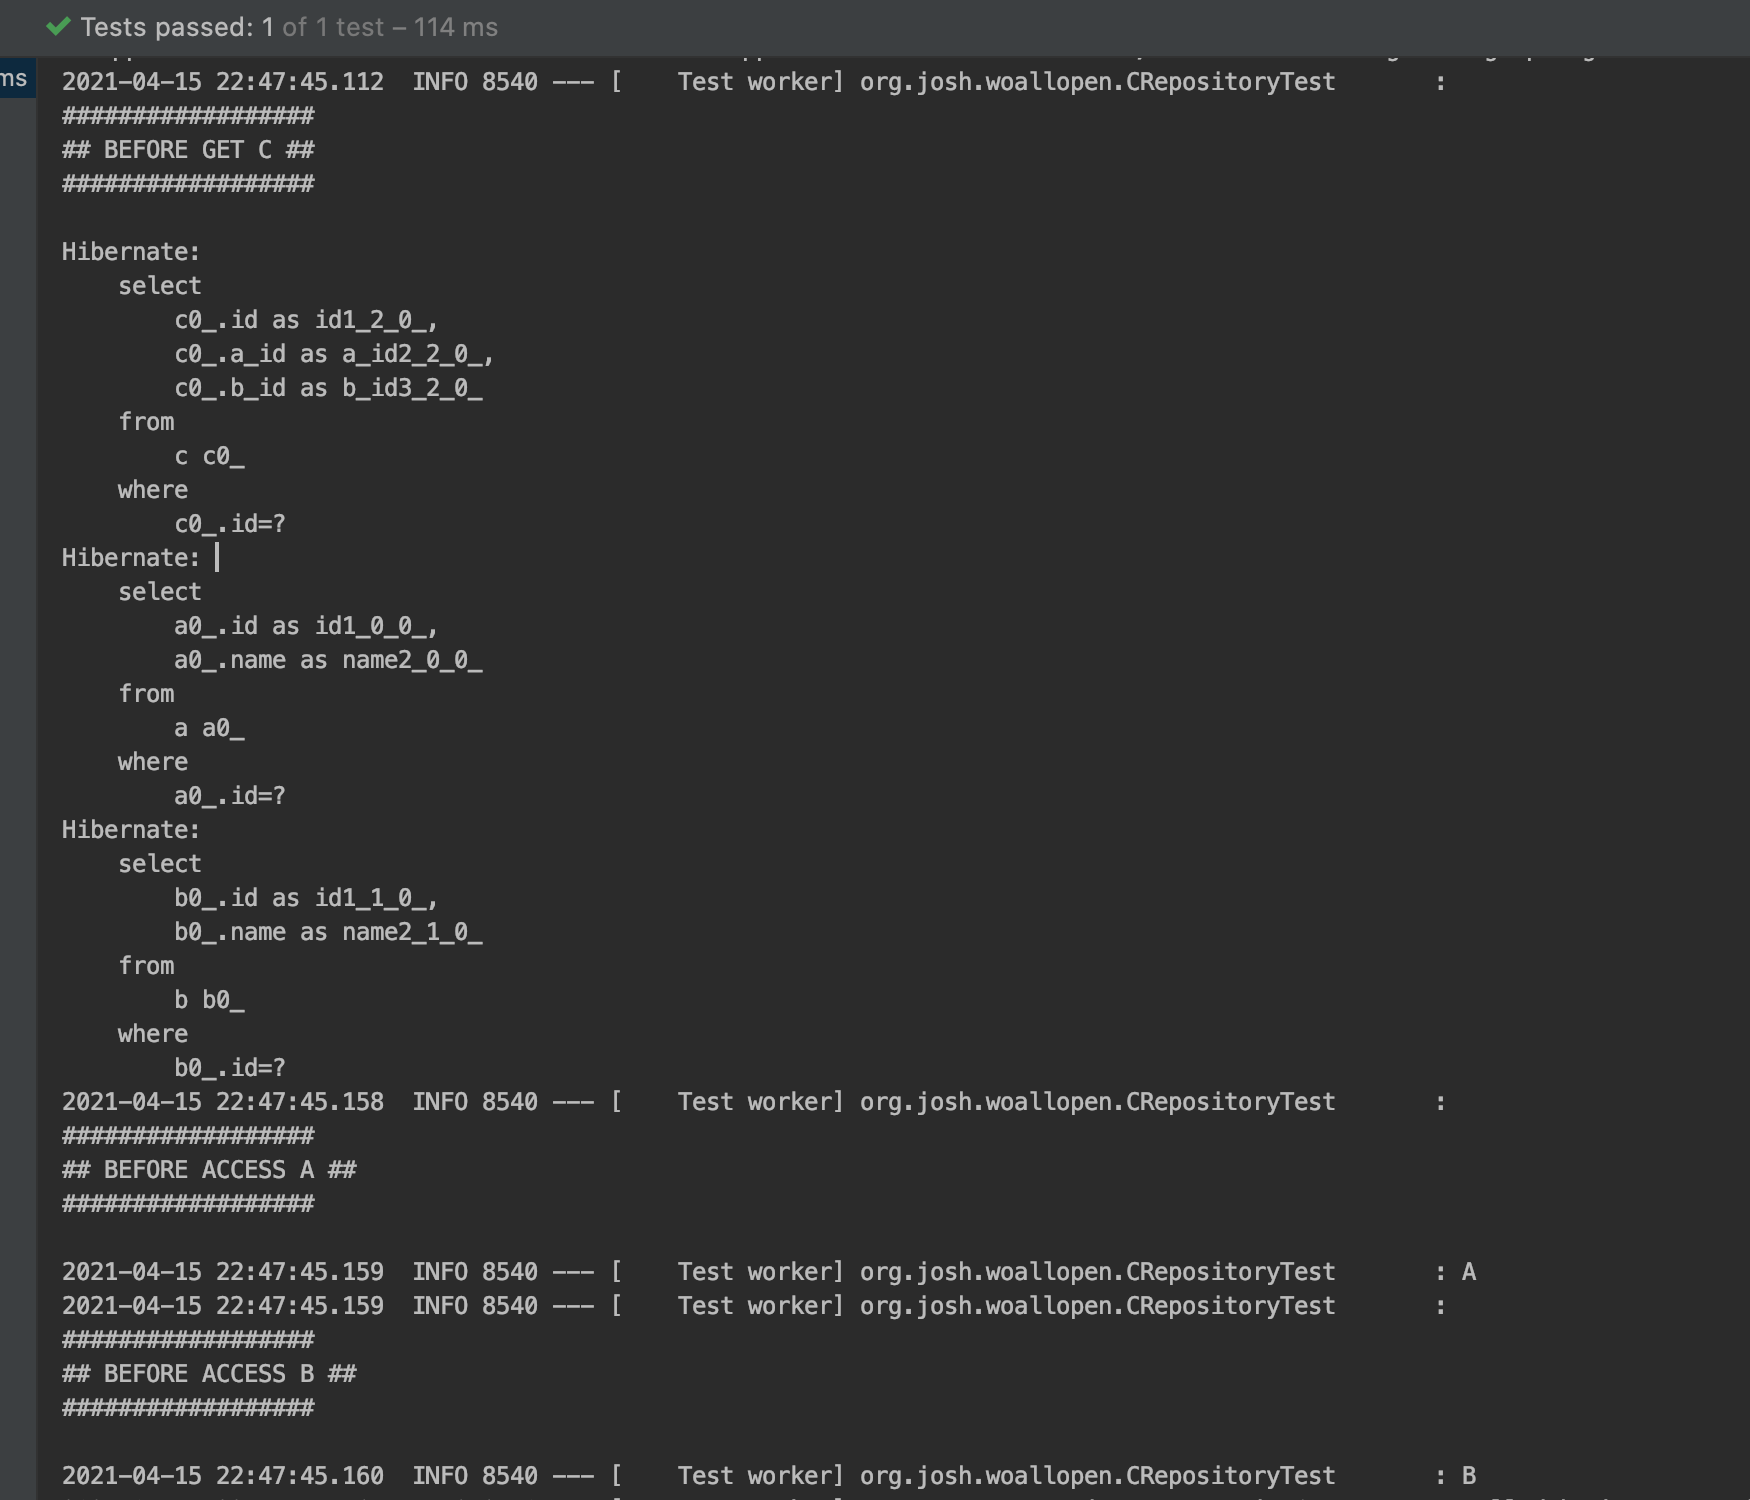 Tests passed: 1 of 1 test – 114 ms
ms
2021-04-15 22:47:45.112  INFO 8540 --- [    Test worker] org.josh.woallopen.CRepositoryTest       :
##################
## BEFORE GET C ##
##################
Hibernate:
    select
        c0_.id as id1_2_0_,
        c0_.a_id as a_id2_2_0_,
        c0_.b_id as b_id3_2_0_
    from
        c c0_
    where
        c0_.id=?
Hibernate:
    select
        a0_.id as id1_0_0_,
        a0_.name as name2_0_0_
    from
        a a0_
    where
        a0_.id=?
Hibernate:
    select
        b0_.id as id1_1_0_,
        b0_.name as name2_1_0_
    from
        b b0_
    where
        b0_.id=?
2021-04-15 22:47:45.158  INFO 8540 --- [    Test worker] org.josh.woallopen.CRepositoryTest       :
##################
## BEFORE ACCESS A ##
##################
2021-04-15 22:47:45.159  INFO 8540 --- [    Test worker] org.josh.woallopen.CRepositoryTest       : A
2021-04-15 22:47:45.159  INFO 8540 --- [    Test worker] org.josh.woallopen.CRepositoryTest       :
##################
## BEFORE ACCESS B ##
##################
2021-04-15 22:47:45.160  INFO 8540 --- [    Test worker] org.josh.woallopen.CRepositoryTest       : B